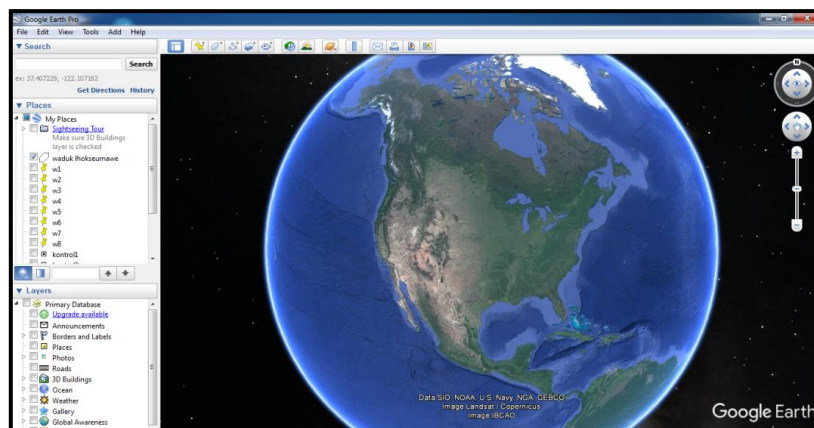 Google Earth Pro
File Edit View Tools Add Help
Search
Search
ex: 37.407229, -122.107162
Get Directions History
Places
My Places
Sightseeing Tour
Make sure 3D Buildings
layer is checked
waduk lhokseumawe
w1
w2
w3
w4
w5
w6
w7
w8
kontrol1
Layers
Primary Database
Upgrade available
Announcements
Borders and Labels
Places
Photos
Roads
3D Buildings
Ocean
Weather
Gallery
Global Awareness
N
Data SIO, NOAA, U.S. Navy, NGA, GEBCO
Image Landsat / Copernicus
Image IBCAO
Google Earth